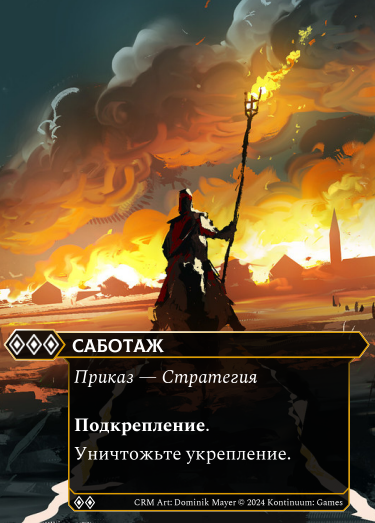 САБОТАЖ
Приказ — Стратегия
Подкрепление.
Уничтожьте укрепление.
CRM Art: Dominik Mayer © 2024 Kontinuum: Games